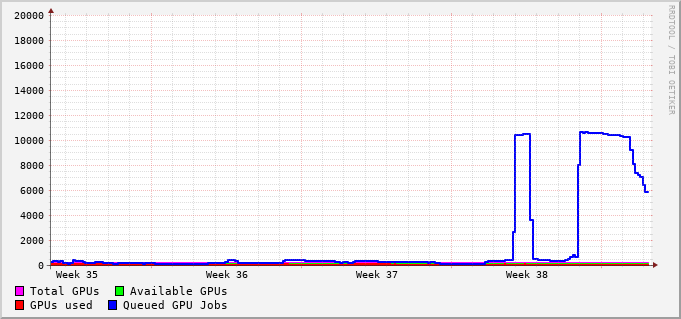 20000
18000
16000
14000
12000
10000
8000
6000
4000
2000
0
Week 35 Week 36 Week 37 Week 38
Total GPUs Available GPUs
GPUs used Queued GPU Jobs
RRDTOOL / TOBI OETIKER